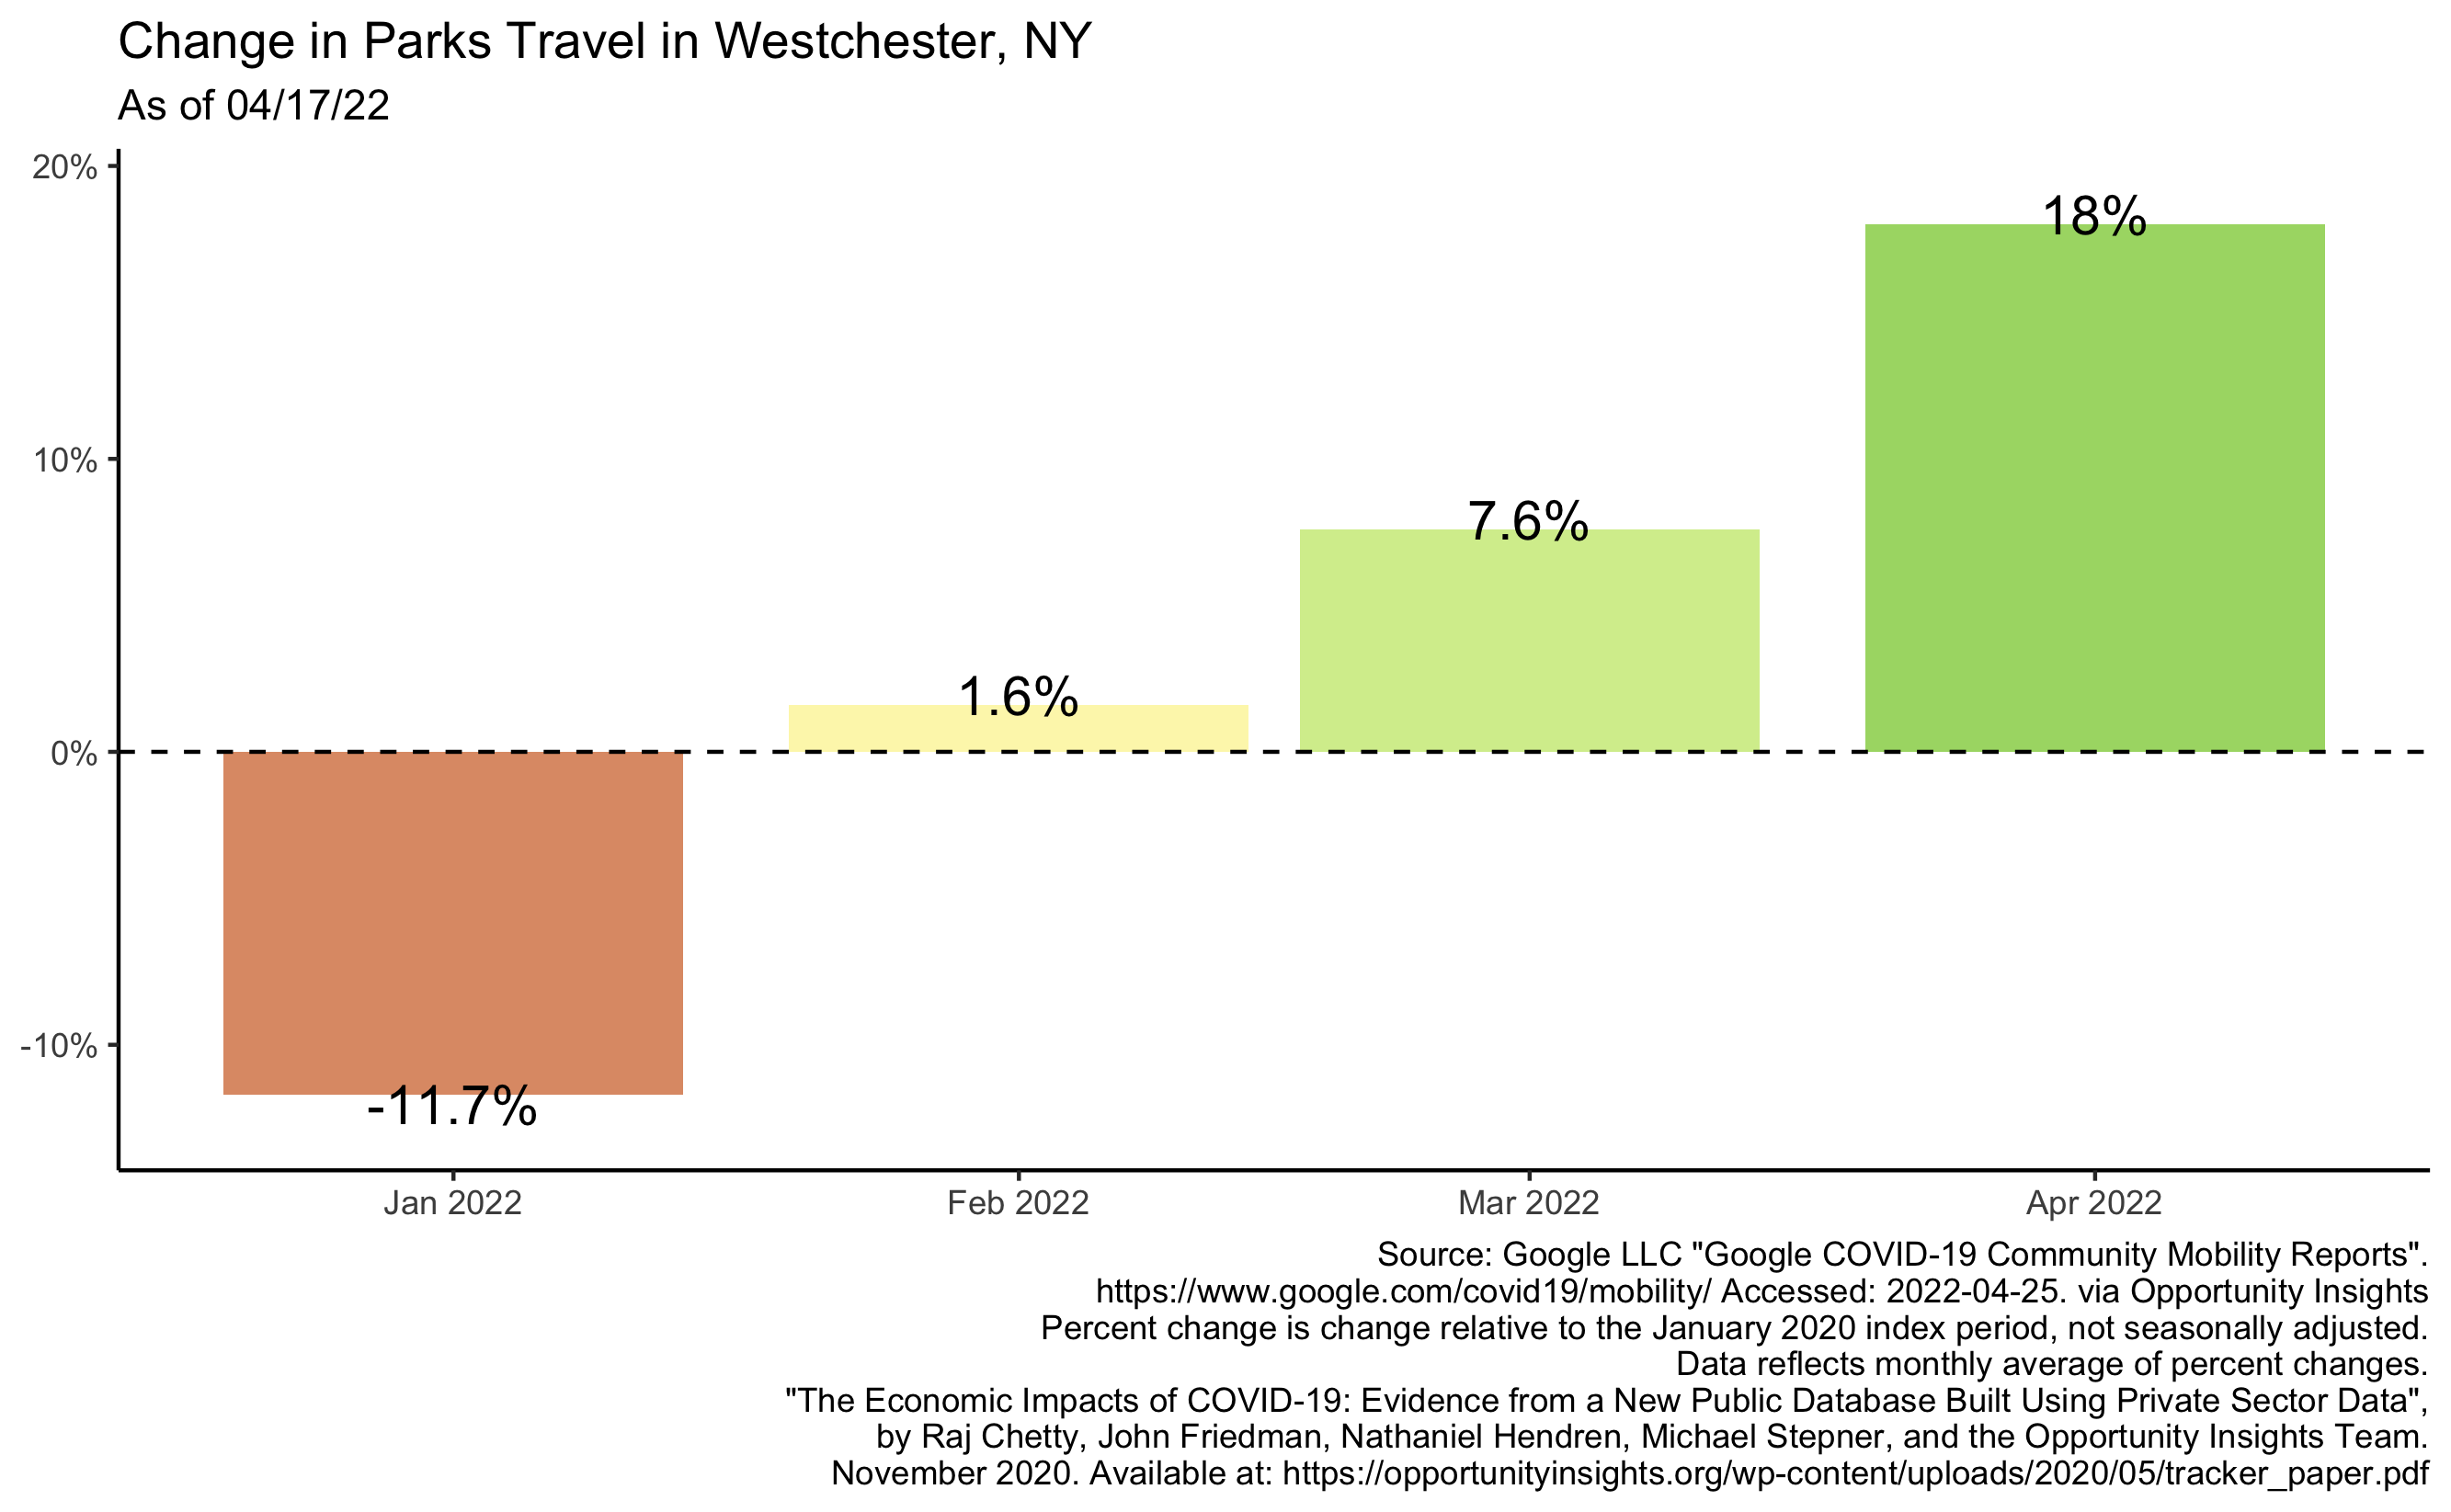 Change in Parks Travel in Westchester, NY
As of 04/17/22
20%
10%
0%
-10%
18%
7.6%
1.6%
-11.7%
Jan 2022
Feb 2022
Mar 2022
Apr 2022
Source: Google LLC "Google COVID-19 Community Mobility Reports".
https://www.google.com/covid19/mobility/ Accessed: 2022-04-25. via Opportunity Insights
Percent change is change relative to the January 2020 index period, not seasonally adjusted.
Data reflects monthly average of percent changes.
"The Economic Impacts of COVID-19: Evidence from a New Public Database Built Using Private Sector Data",
by Raj Chetty, John Friedman, Nathaniel Hendren, Michael Stepner, and the Opportunity Insights Team.
November 2020. Available at: https://opportunityinsights.org/wp-content/uploads/2020/05/tracker_paper.pdf